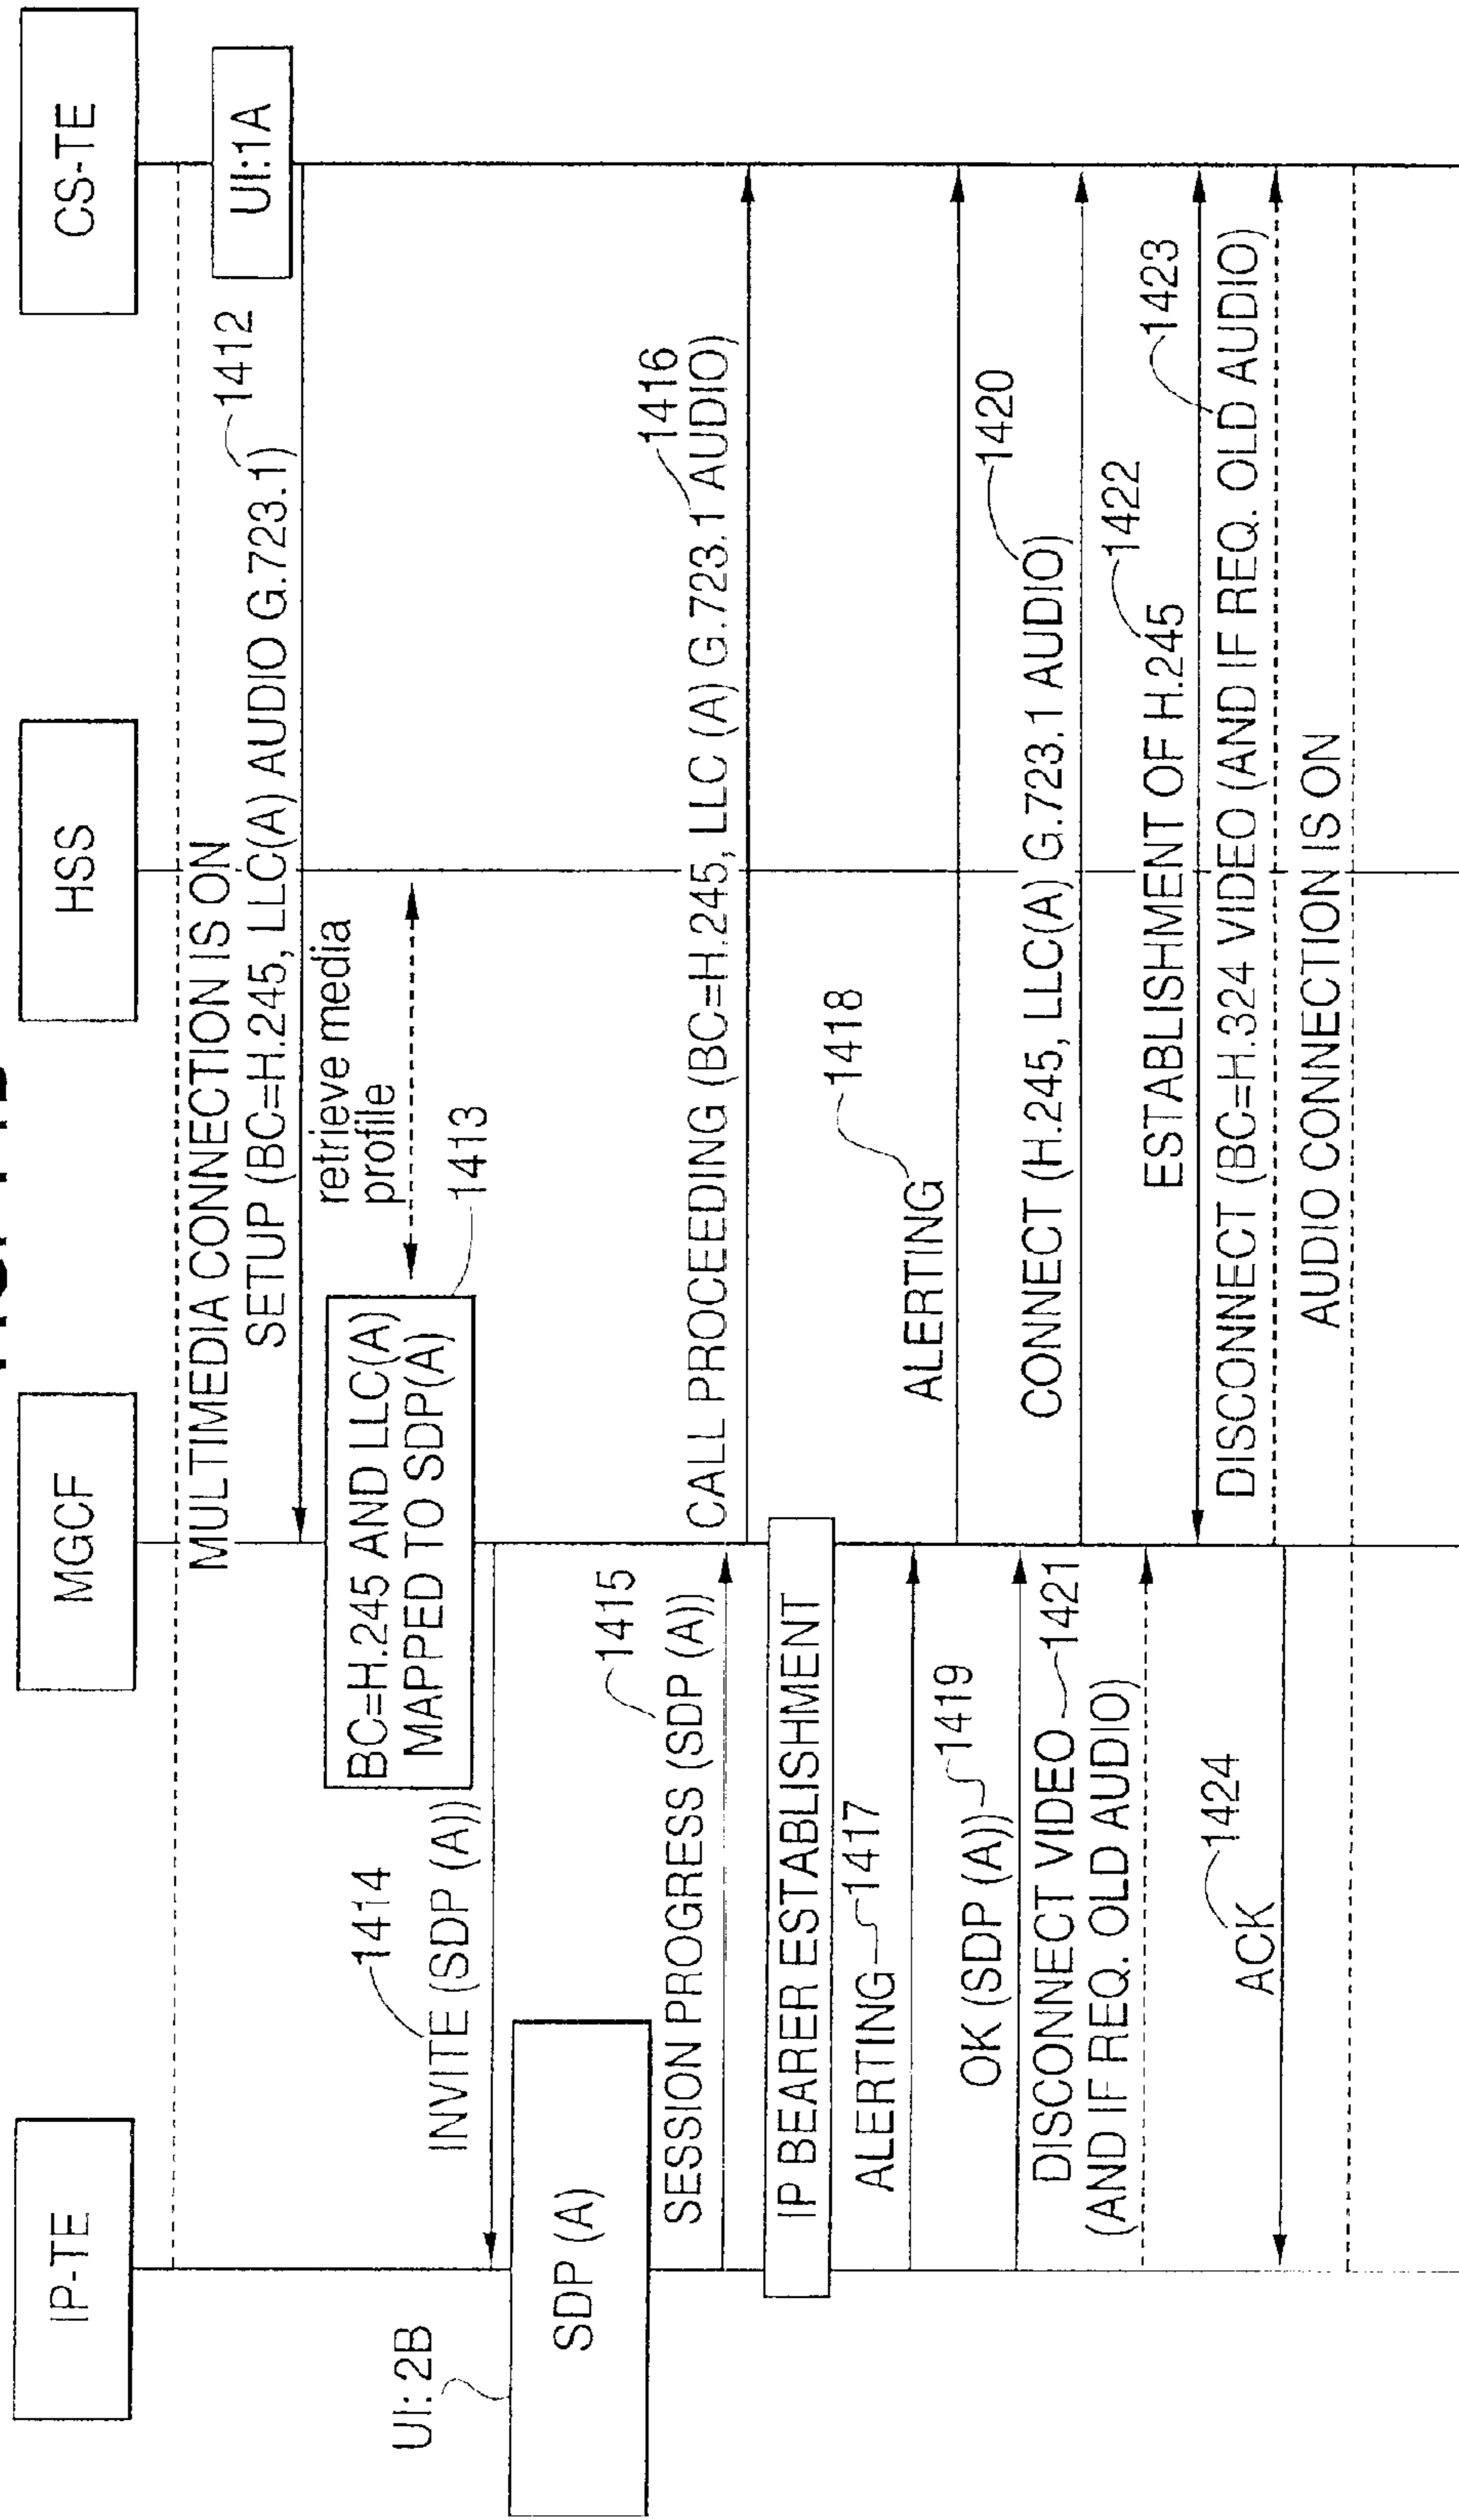 IP-TE
MGCF
HSS
CS-TE
MULTIMEDIA CONNECTION IS ON
UI:1A
SETUP (BC=H.245, LLC(A) AUDIO G.723.1)
1412
retrieve media
profile
BC=H.245 AND LLC(A)
MAPPED TO SDP(A)
1413
1414
INVITE (SDP (A))
UI: 2B
SDP (A)
1415
SESSION PROGRESS (SDP (A))
1416
CALL PROCEEDING (BC=H.245, LLC (A) G.723.1 AUDIO)
IP BEARER ESTABLISHMENT
ALERTING
1417
1418
ALERTING
OK (SDP (A))
1419
1420
CONNECT (H.245, LLC(A) G.723.1 AUDIO)
DISCONNECT VIDEO
1421
(AND IF FREQ. OLD AUDIO)
1422
ESTABLISHMENT OF H.245
1423
DISCONNECT (BC=H.324 VIDEO (AND IF FREQ. OLD AUDIO)
1424
ACK
AUDIO CONNECTION IS ON